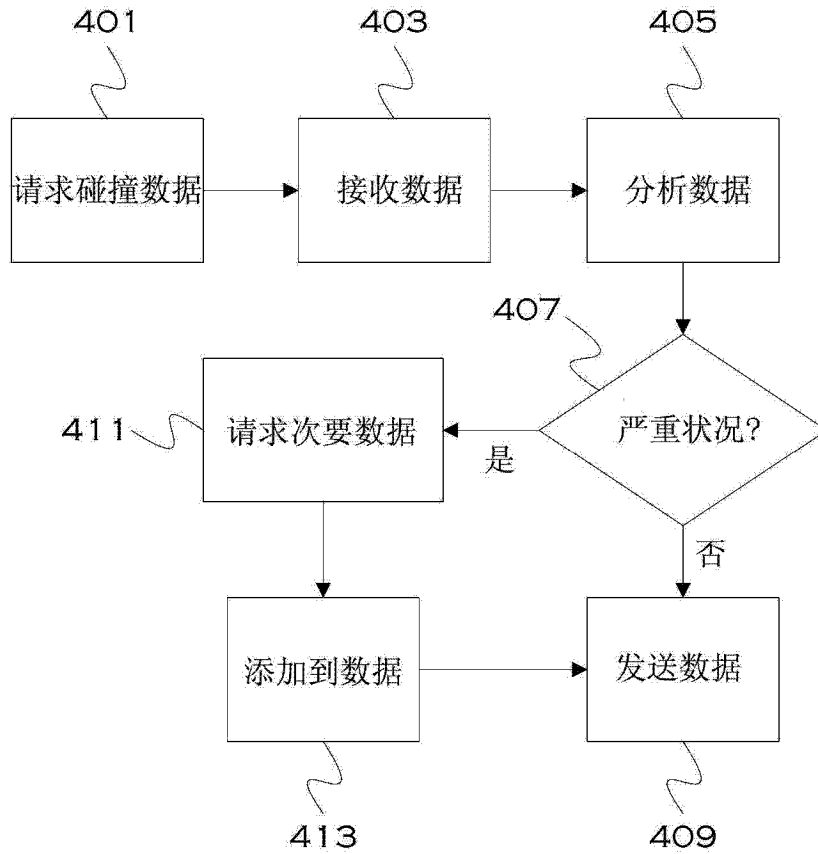 401
403
405
请求碰撞数据
接收数据
分析数据
407
411
请求次要数据
严重状况?
是
否
添加到数据
发送数据
413
409